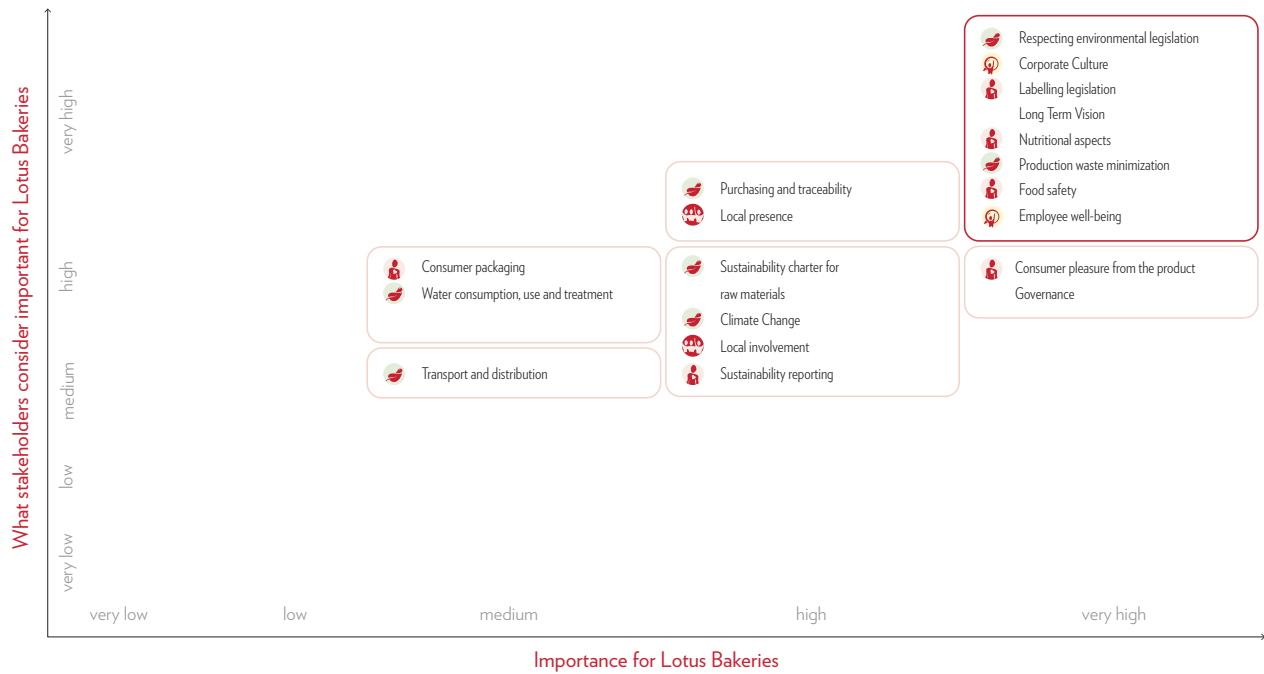 What stakeholders consider important for Lotus Bakeries
very high
high
medium
low
very low
Respecting environmental legislation
Corporate Culture
Labelling legislation
Long Term Vision
Nutritional aspects
Production waste minimization
Food safety
Employee well-being
Purchasing and traceability
Local presence
Consumer packaging
Water consumption, use and treatment
Sustainability charter for
raw materials
Climate Change
Local involvement
Sustainability reporting
Consumer pleasure from the product
Governance
Transport and distribution
very low
low
medium
high
very high
Importance for Lotus Bakeries